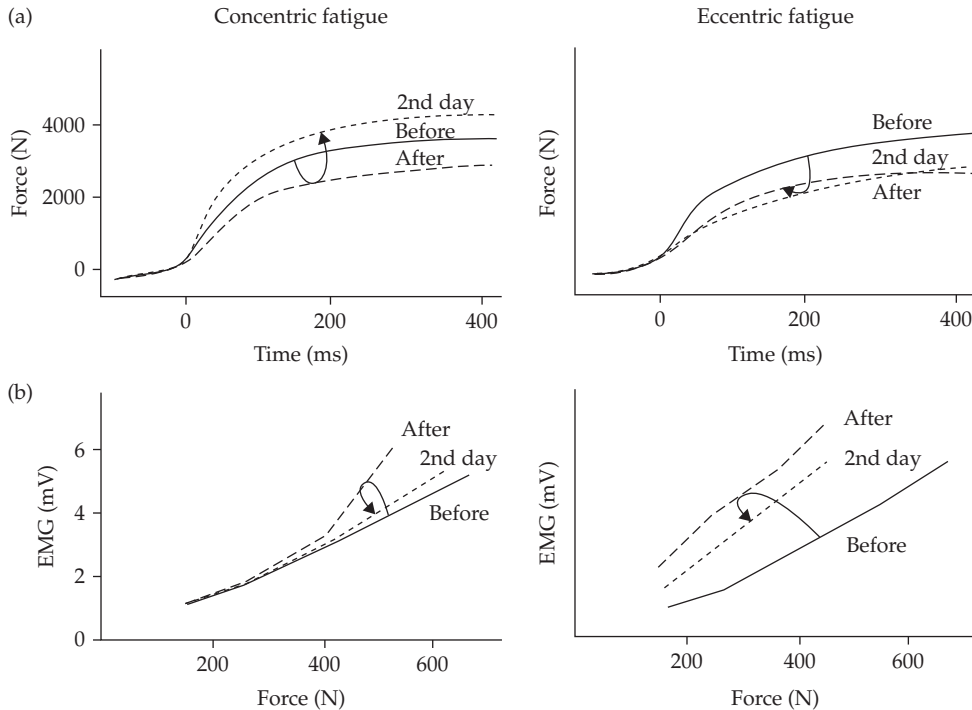 (a)
Concentric fatigue
Eccentric fatigue
Force (N)
4000
2000
0
2nd day
Before
After
0
200
400
Time (ms)
Force (N)
Before
2nd day
After
0
200
400
Time (ms)
(b)
EMG (mV)
6
4
2
0
After
2nd day
Before
200
400
600
Force (N)
EMG (mV)
After
2nd day
Before
200
400
600
Force (N)